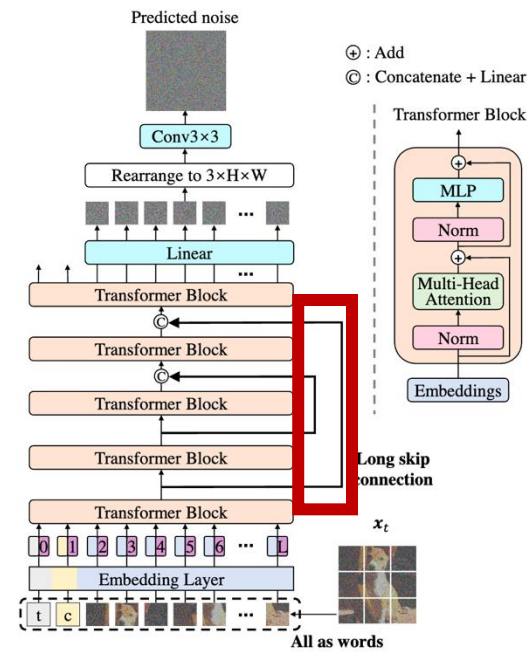 Predicted noise
Conv3×3
Rearrange to 3×H×W
...
Linear
...
Transformer Block
C
Transformer Block
C
Transformer Block
Transformer Block
Transformer Block
0 1 2 3 4 5 6 ... L
Embedding Layer
t c ...
All as words
Long skip
connection
xₜ
+ : Add
C : Concatenate + Linear
Transformer Block
+
MLP
Norm
+
Multi-Head
Attention
Norm
Embeddings